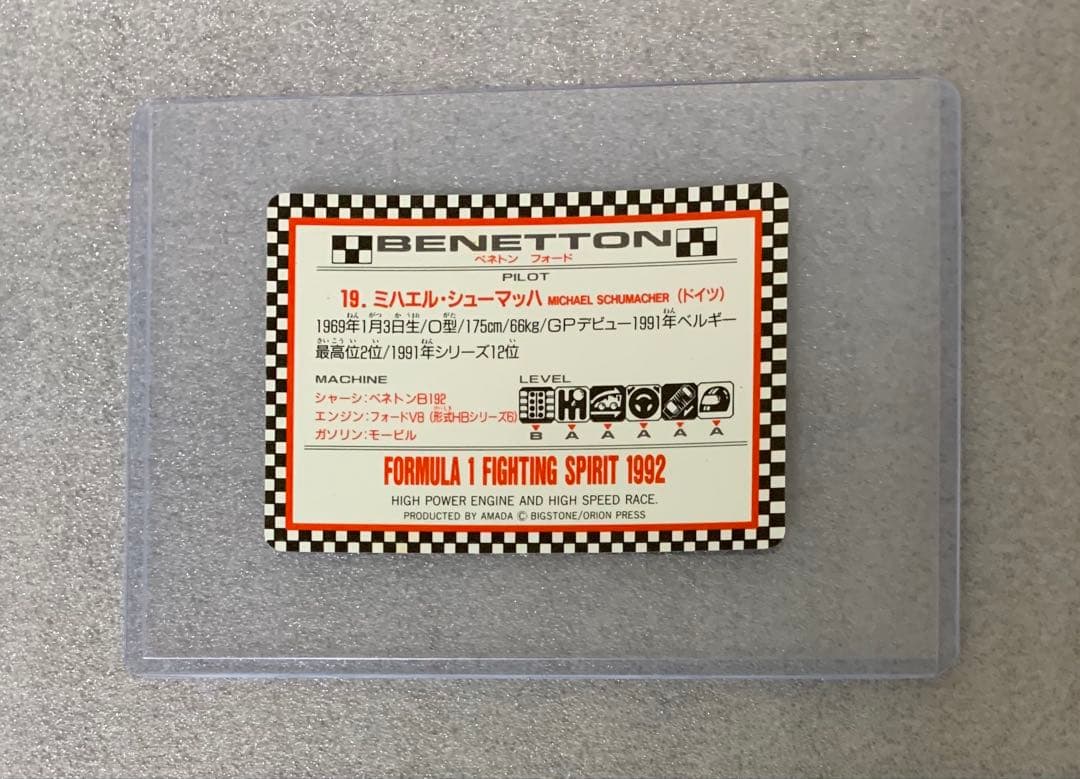 BENETTON
ベネトン フォード
PILOT
19. ミハエル・シューマッハ MICHAEL SCHUMACHER (ドイツ)
1969年1月3日生/O型/175cm/66kg/GPデビュー1991年ベルギー
最高位2位/1991年シリーズ12位
MACHINE
シャーシ:ベネトンB192
エンジン:フォードV8 (形式HBシリーズ6)
ガソリン:モービル
LEVEL
B A A A A A
FORMULA 1 FIGHTING SPIRIT 1992
HIGH POWER ENGINE AND HIGH SPEED RACE.
PRODUCTED BY AMADA © BIGSTONE/ORION PRESS